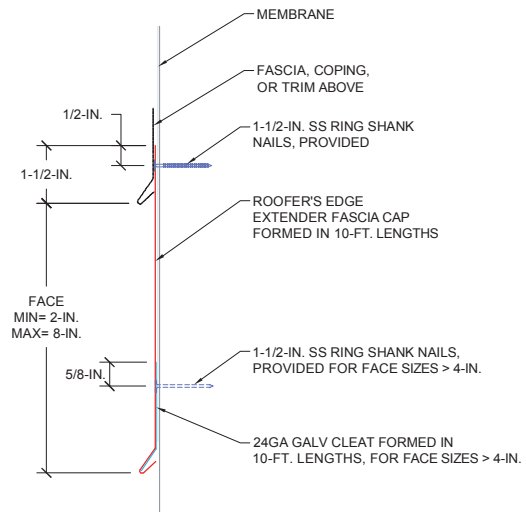 MEMBRANE
FASCIA, COPING,
OR TRIM ABOVE
1/2-IN.
1-1/2-IN. SS RING SHANK
NAILS, PROVIDED
1-1/2-IN.
ROOFER'S EDGE
EXTENDER FASCIA CAP
FORMED IN 10-FT. LENGTHS
FACE
MIN= 2-IN.
MAX= 8-IN.
1-1/2-IN. SS RING SHANK NAILS,
PROVIDED FOR FACE SIZES > 4-IN.
5/8-IN.
24GA GALV CLEAT FORMED IN
10-FT. LENGTHS, FOR FACE SIZES > 4-IN.